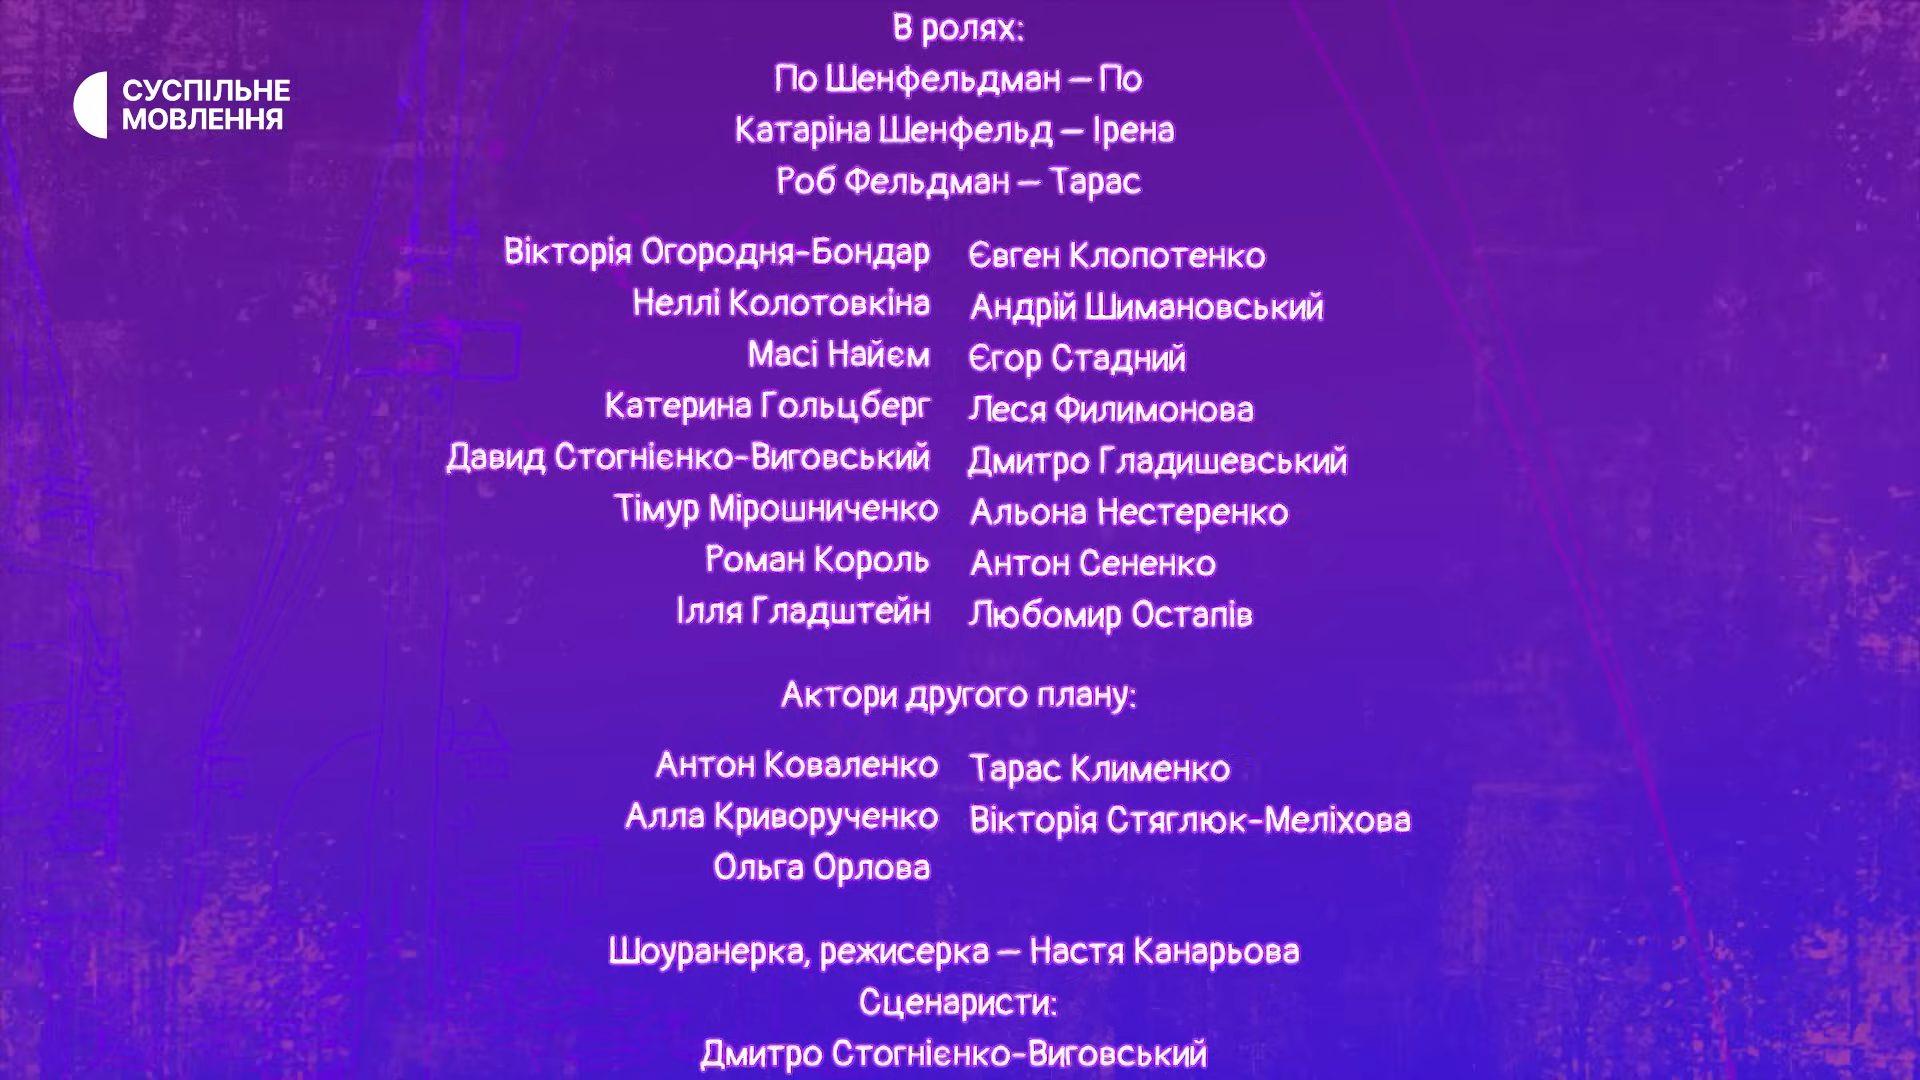 СУСПІЛЬНЕ
МОВЛЕННЯ
В ролях:
По Шенфельдман – По
Катаріна Шенфельд – Ірена
Роб Фельдман – Тарас
Вікторія Огородня-Бондар Євген Клопотенко
Неллі Колотовкіна Андрій Шимановський
Масі Найєм Єгор Стадний
Катерина Гольцберг Леся Филимонова
Давид Стогнієнко-Виговський Дмитро Гладишевський
Тімур Мірошниченко Альона Нестеренко
Роман Король Антон Сененко
Ілля Гладштейн Любомир Остапів
Актори другого плану:
Антон Коваленко Тарас Клименко
Алла Криворученко Вікторія Стяглюк-Меліхова
Ольга Орлова
Шоуранерка, режисерка – Настя Канарьова
Сценаристи:
Дмитро Стогнієнко-Виговський